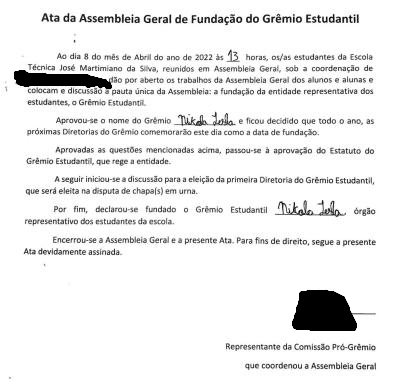 Ata da Assembleia Geral de Fundação do Grêmio Estudantil
Ao dia 8 do mês de Abril do ano de 2022 às 13 horas, os/as estudantes da Escola
Técnica José Martimiano da Silva, reunidos em Assembleia Geral, sob a coordenação de
dão por aberto os trabalhos da Assembleia Geral dos alunos e alunas e
colocam e discussão a pauta única da Assembleia: a fundação da entidade representativa dos
estudantes, o Grêmio Estudantil.
Aprovou-se o nome do Grêmio Nikola Tesla e ficou decidido que todo o ano, as
próximas Diretorias do Grêmio comemorarão este dia como a data de fundação.
Aprovadas as questões mencionadas acima, passou-se à aprovação do Estatuto do
Grêmio Estudantil, que rege a entidade.
A seguir iniciou-se a discussão para a eleição da primeira Diretoria do Grêmio Estudantil,
que será eleita na disputa de chapa(s) em urna.
Por fim, declarou-se fundado o Grêmio Estudantil Nikola Tesla, órgão
representativo dos estudantes da escola.
Encerrou-se a Assembleia Geral e a presente Ata. Para fins de direito, segue a presente
Ata devidamente assinada.
Representante da Comissão Pró-Grêmio
que coordenou a Assembleia Geral